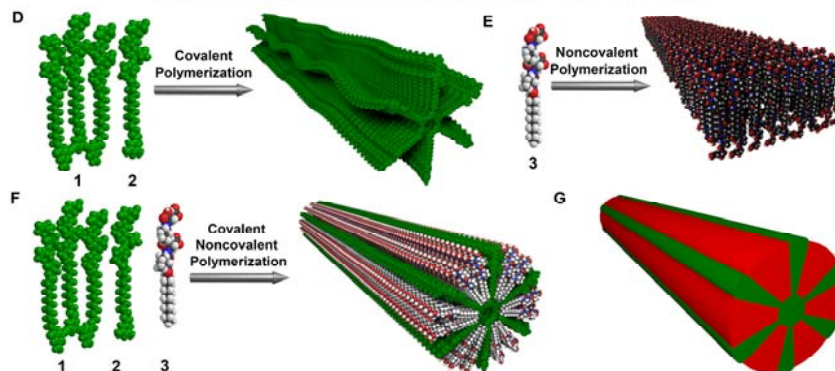 D
Covalent
Polymerization
1 2
E
Noncovalent
Polymerization
3
F
Covalent
Noncovalent
Polymerization
1 2 3
G